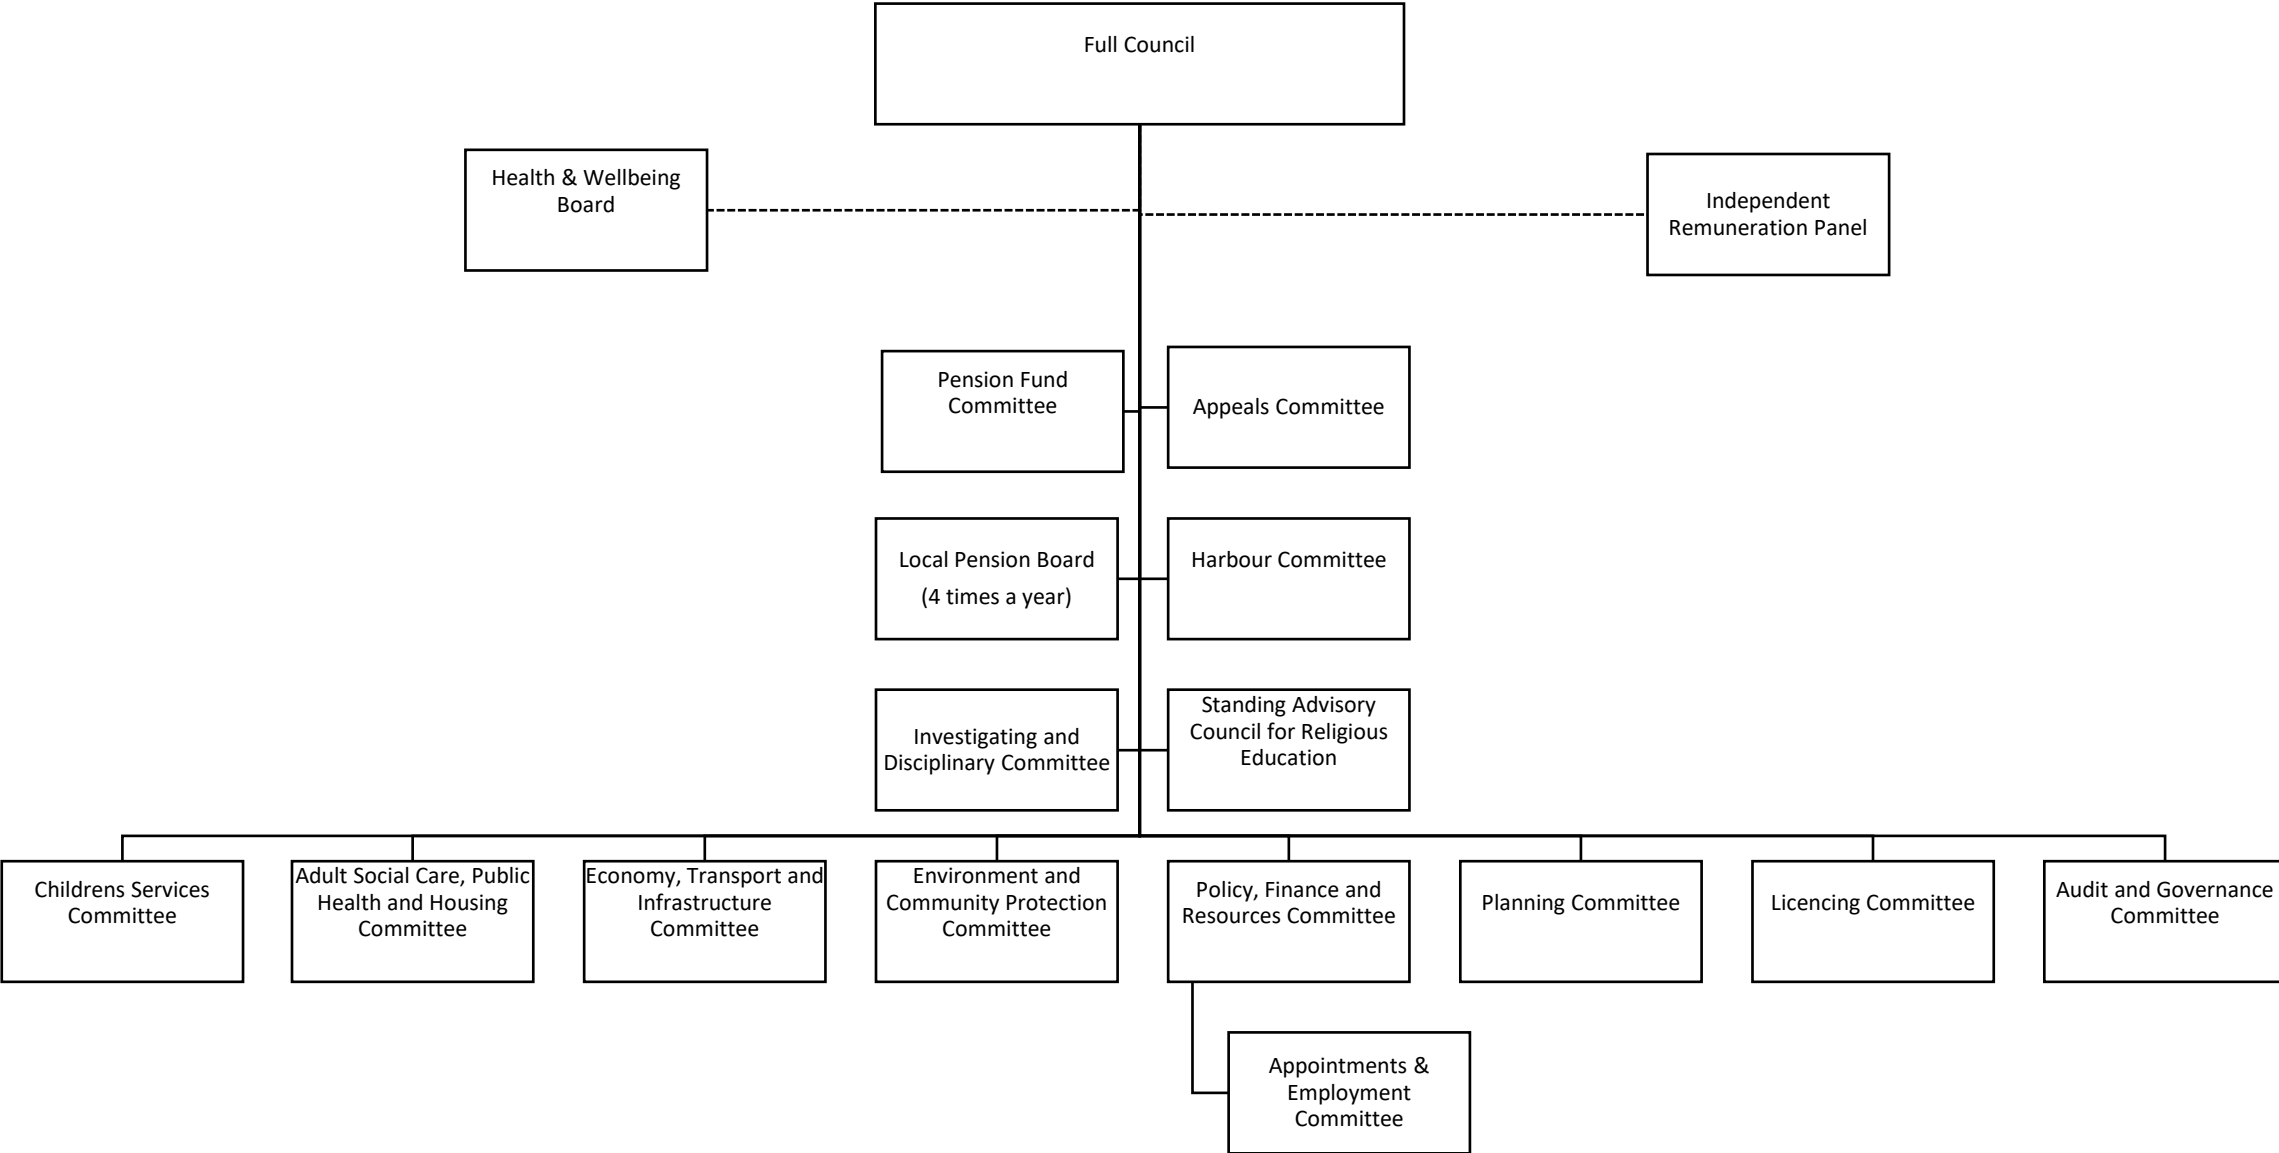 Full Council
Health & Wellbeing
Board
Independent
Remuneration Panel
Pension Fund
Committee
Appeals Committee
Local Pension Board
(4 times a year)
Harbour Committee
Investigating and
Disciplinary Committee
Standing Advisory
Council for Religious
Education
Childrens Services
Committee
Adult Social Care, Public
Health and Housing
Committee
Economy, Transport and
Infrastructure
Committee
Environment and
Community Protection
Committee
Policy, Finance and
Resources Committee
Planning Committee
Licencing Committee
Audit and Governance
Committee
Appointments &
Employment
Committee